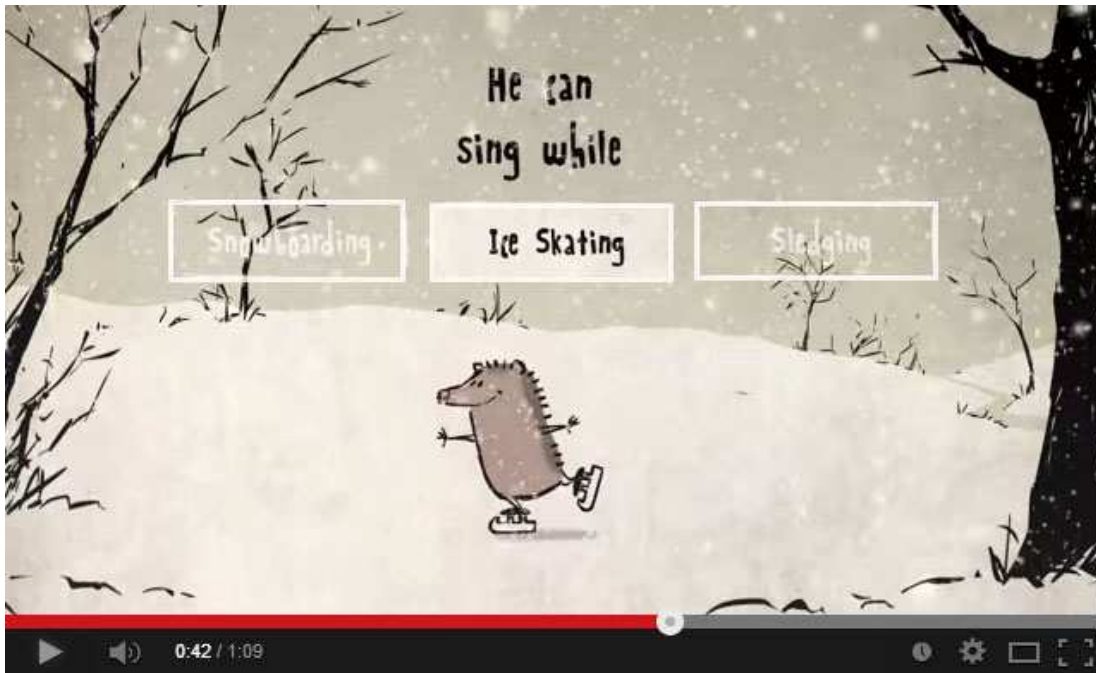 He can
sing while
Snowboarding
Ice Skating
Sledging
0:42 / 1:09